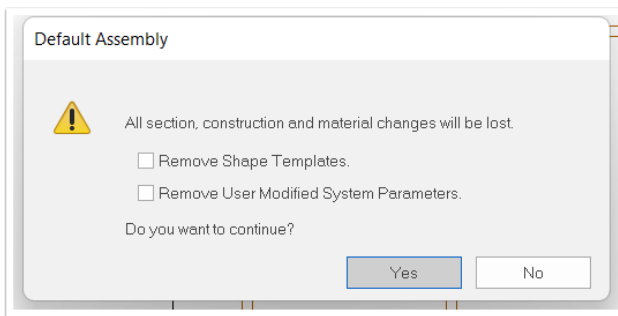 Default Assembly
All section, construction and material changes will be lost.
Remove Shape Templates.
Remove User Modified System Parameters.
Do you want to continue?
Yes No